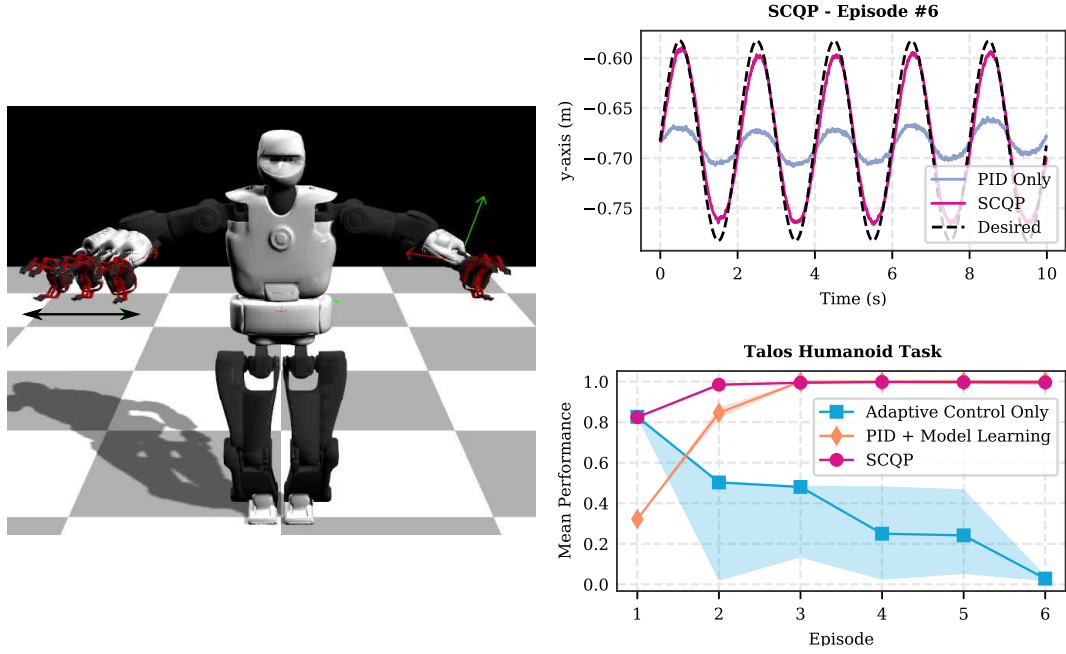 SCQP - Episode #6
y-axis (m)
−0.60
−0.65
−0.70
−0.75
PID Only
SCQP
Desired
0 2 4 6 8 10
Time (s)
Talos Humanoid Task
Mean Performance
1.0
0.8
0.6
0.4
0.2
0.0
Adaptive Control Only
PID + Model Learning
SCQP
1 2 3 4 5 6
Episode